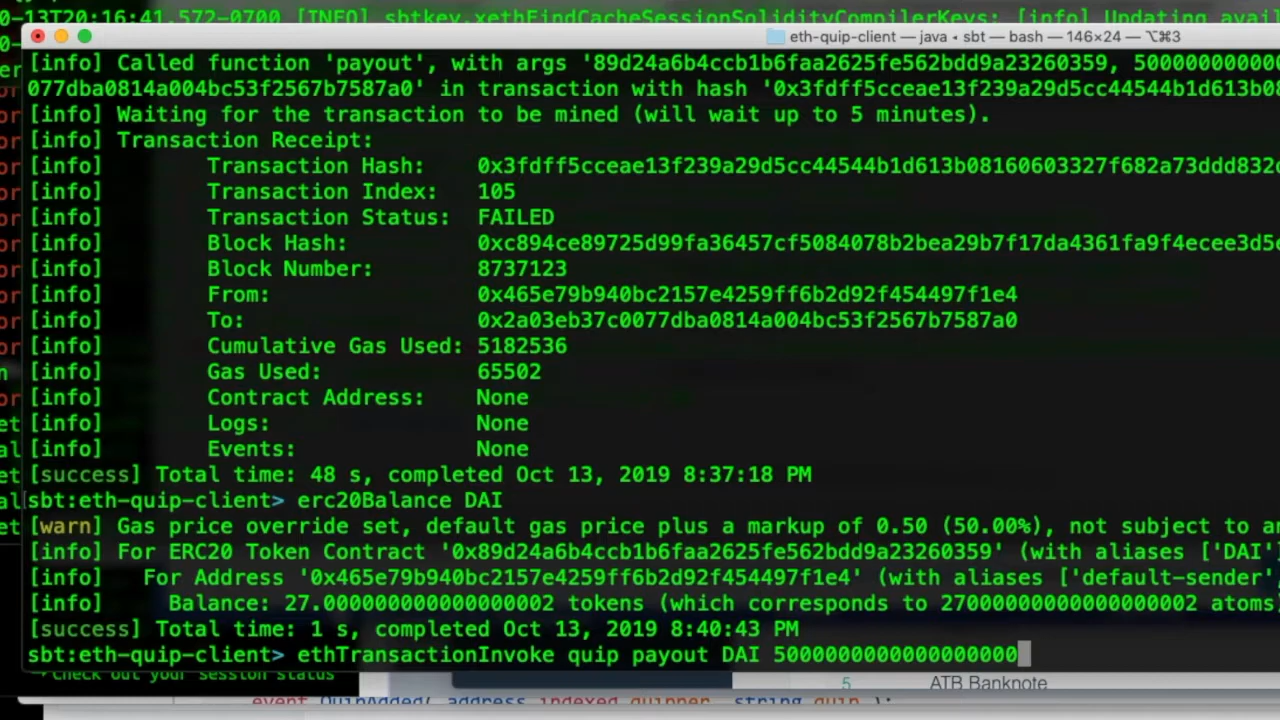 0-13T20:16:41.572-0700 [INFO] sbtkey.xethFindCacheSessionSolidityCompilerKeys: [info] Updating avail
eth-quip-client — java ◂ sbt — bash — 146×24 — ⌥⌘3
[info] Called function 'payout', with args '89d24a6b4ccb1b6faa2625fe562bdd9a23260359, 500000000000
077dba0814a004bc53f2567b7587a0' in transaction with hash '0x3fdff5cceae13f239a29d5cc44544b1d613b08
[info] Waiting for the transaction to be mined (will wait up to 5 minutes).
[info] Transaction Receipt:
[info] Transaction Hash: 0x3fdff5cceae13f239a29d5cc44544b1d613b08160603327f682a73ddd832
[info] Transaction Index: 105
[info] Transaction Status: FAILED
[info] Block Hash: 0xc894ce89725d99fa36457cf5084078b2bea29b7f17da4361fa9f4ecee3d5
[info] Block Number: 8737123
[info] From: 0x465e79b940bc2157e4259ff6b2d92f454497f1e4
[info] To: 0x2a03eb37c0077dba0814a004bc53f2567b7587a0
[info] Cumulative Gas Used: 5182536
[info] Gas Used: 65502
[info] Contract Address: None
[info] Logs: None
[info] Events: None
[success] Total time: 48 s, completed Oct 13, 2019 8:37:18 PM
sbt:eth-quip-client> erc20Balance DAI
[warn] Gas price override set, default gas price plus a markup of 0.50 (50.00%), not subject to an
[info] For ERC20 Token Contract '0x89d24a6b4ccb1b6faa2625fe562bdd9a23260359' (with aliases ['DAI']
[info] For Address '0x465e79b940bc2157e4259ff6b2d92f454497f1e4' (with aliases ['default-sender'
[info] Balance: 27.000000000000000002 tokens (which corresponds to 27000000000000000002 atoms
[success] Total time: 1 s, completed Oct 13, 2019 8:40:43 PM
sbt:eth-quip-client> ethTransactionInvoke quip payout DAI 5000000000000000000
→ Check out your session status
5 ATB Banknote
event QuipAdded( address indexed quipper, string quip );